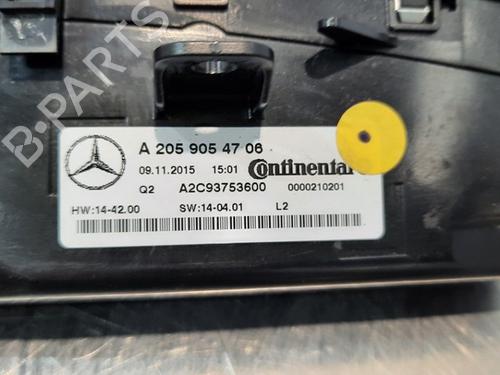 B-PARTS
A 205 905 47 06
09.11.2015 15:01 Continental
Q2 A2C93753600 0000210201
HW:14-42.00 SW:14-04.01 L2